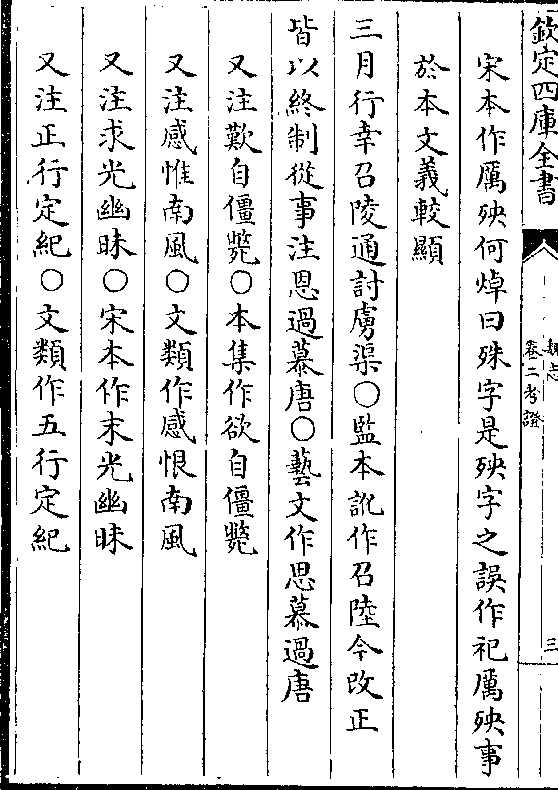 欽定四庫全書
魏志
卷二考證
三
宋本作厲殃何焯曰殊字是殃字之誤作祀厲殃事
於本文義較顯
三月行幸召陵通討虜渠○監本訛作召陸今改正
皆以終制從事注恩過慕唐○藝文作思慕過唐
又注歎自僵斃○本集作欲自僵斃
又注感惟南風○文類作感恨南風
又注求光幽昧○宋本作末光幽昧
又注正行定紀○文類作五行定紀